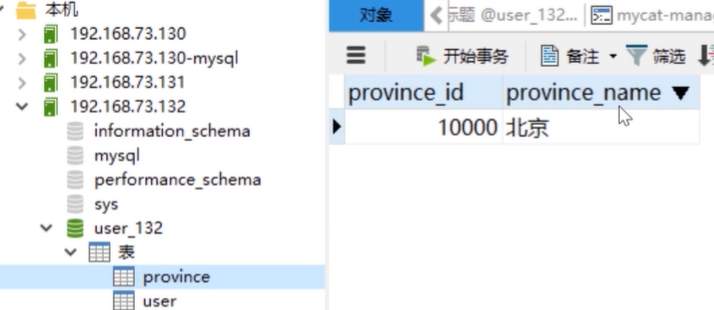 本机
192.168.73.130
192.168.73.130-mysql
192.168.73.131
192.168.73.132
information_schema
mysql
performance_schema
sys
user_132
表
province
user
对象 标题 @user_132... mycat-mana
开始事务 备注 筛选
province_id province_name
10000 北京